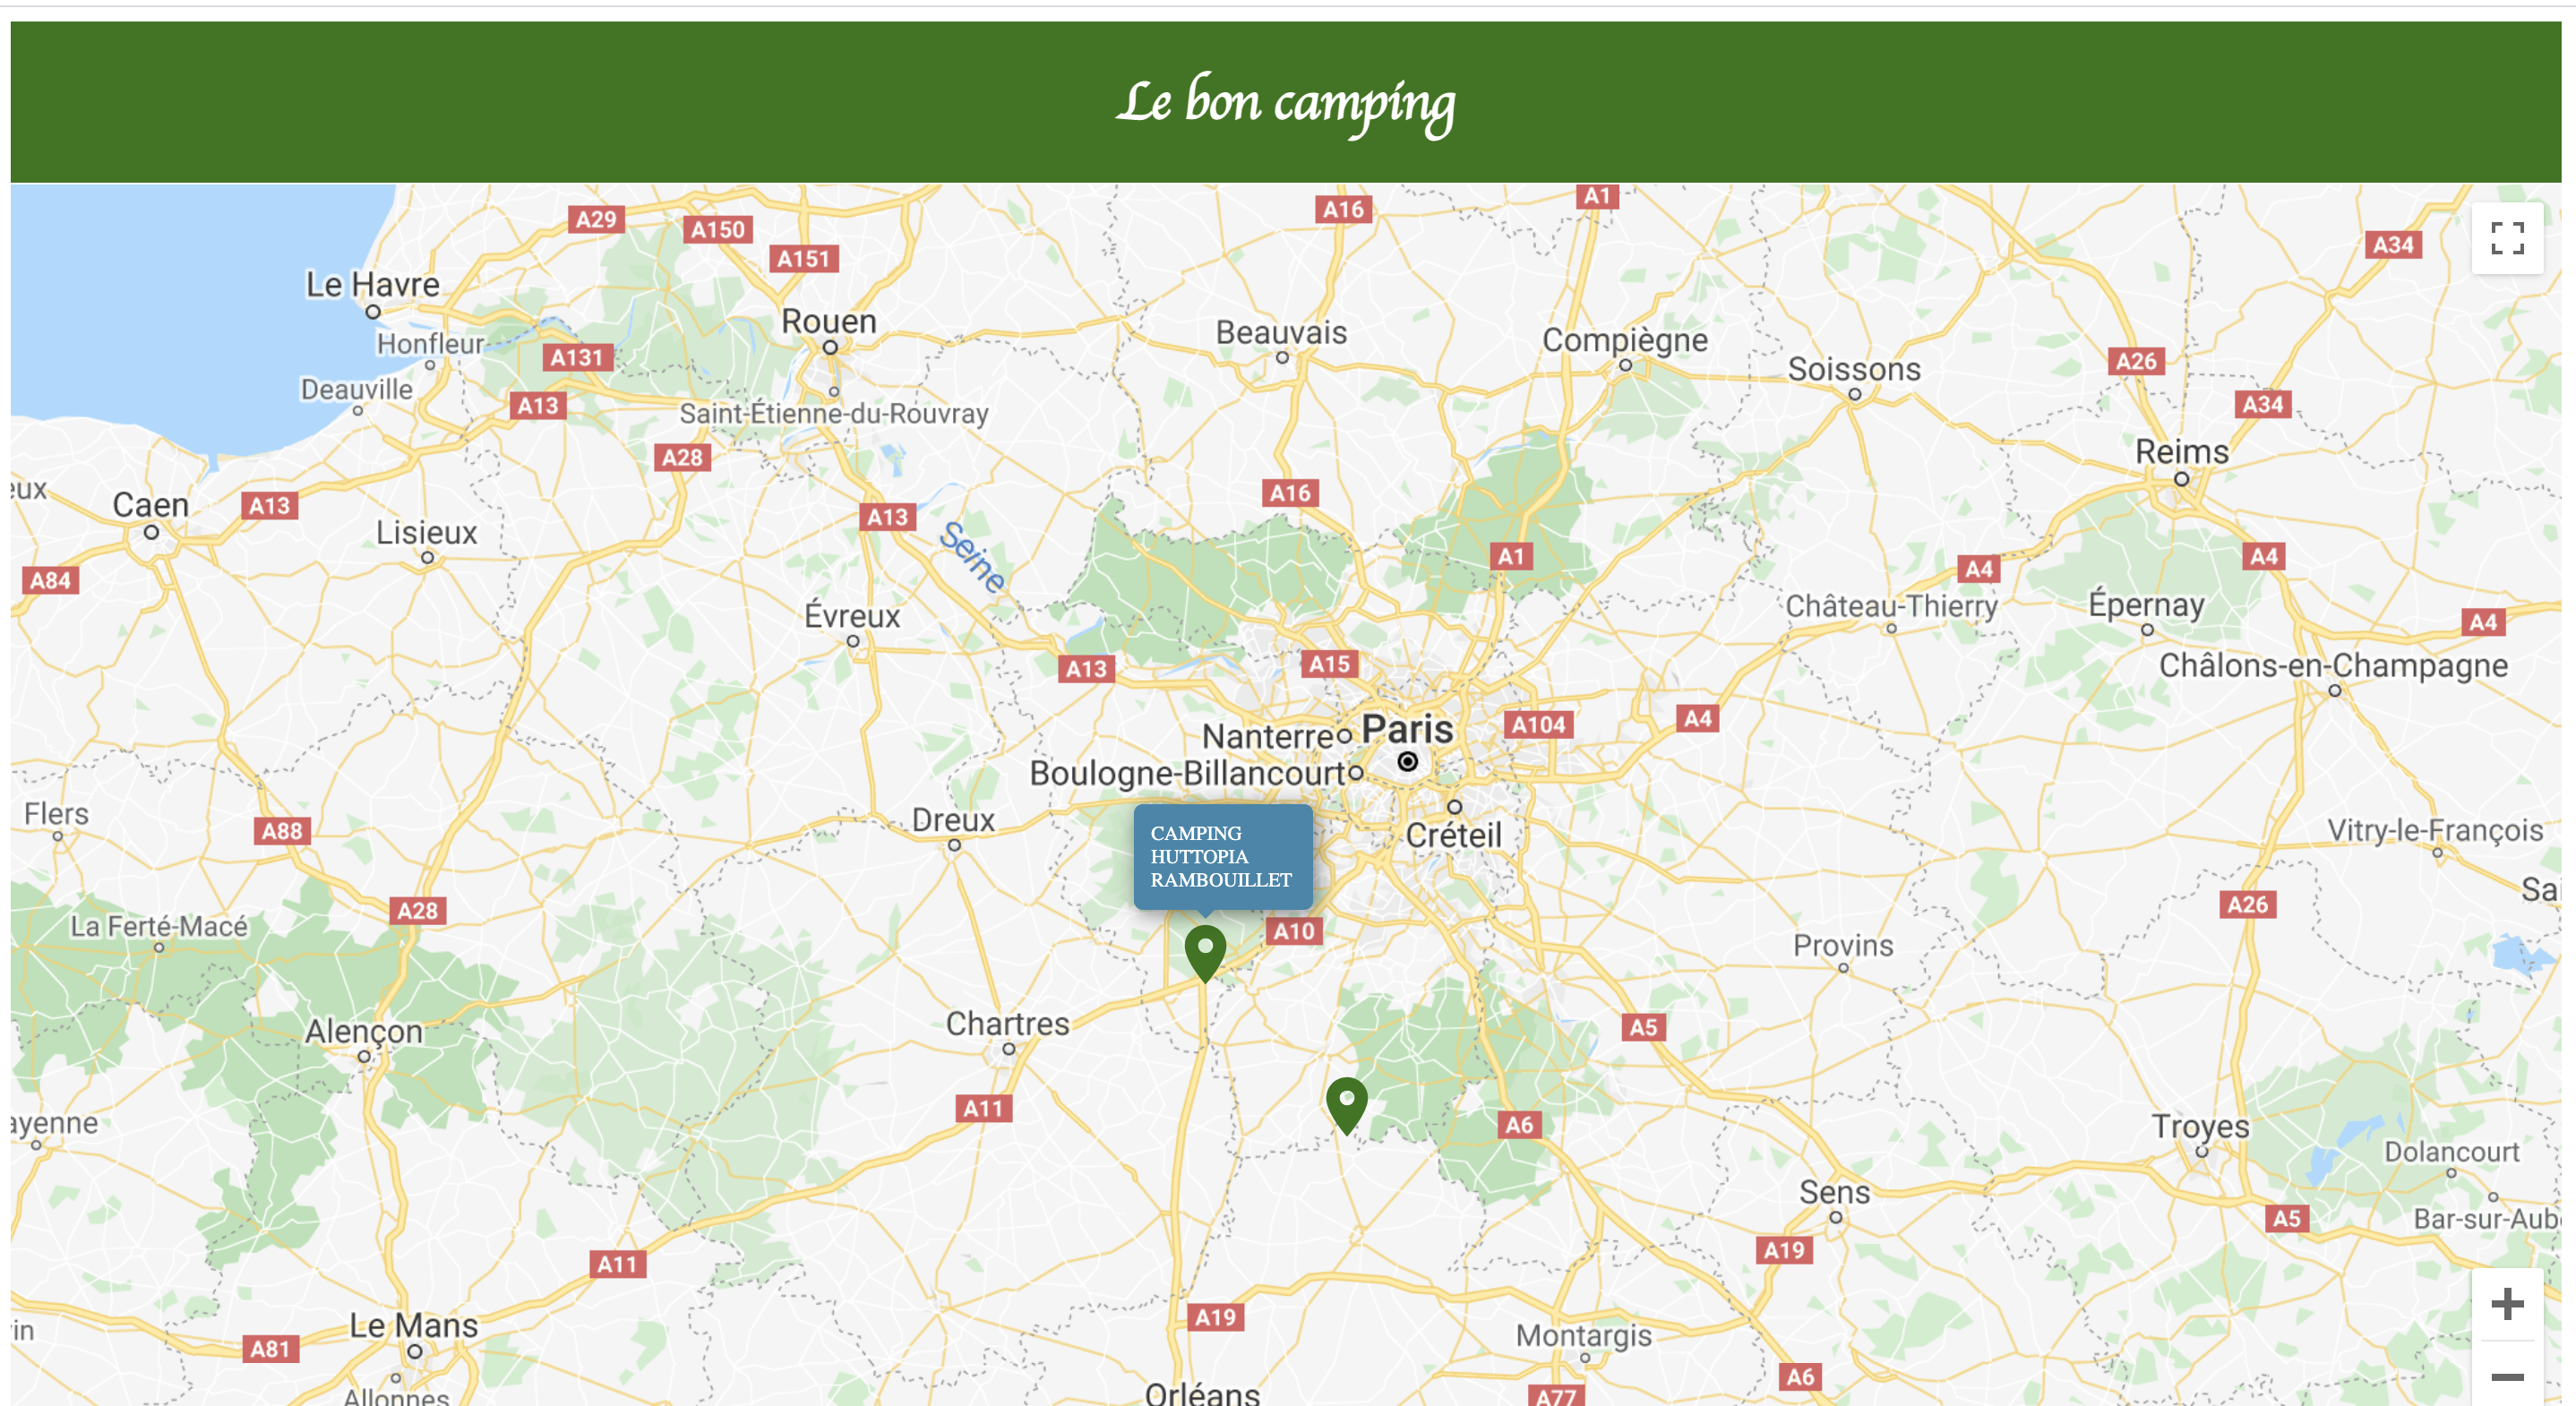 Le bon camping
A1
A16
A29
A150
A34
A151
Le Havre
Rouen
Beauvais
Compiègne
Honfleur
A131
A26
Soissons
Deauville
A13
A34
Saint-Étienne-du-Rouvray
Reims
A28
eux
A16
Caen
A13
A13
Lisieux
Seine
A1
A4
A4
A84
Évreux
Château-Thierry
Épernay
A4
A13
A15
Châlons-en-Champagne
Nanterre
Paris
A104
A4
Boulogne-Billancourt
Flers
A88
Dreux
CAMPING
HUTTOPIA
RAMBOUILLET
Créteil
Vitry-le-François
Sai
A28
A26
La Ferté-Macé
A10
Provins
Alençon
Chartres
A5
ayenne
A11
A6
Troyes
Dolancourt
Sens
A5
Bar-sur-Aub
A11
A19
Le Mans
A19
in
A81
Montargis
A6
Allonnes
Orléans
A77